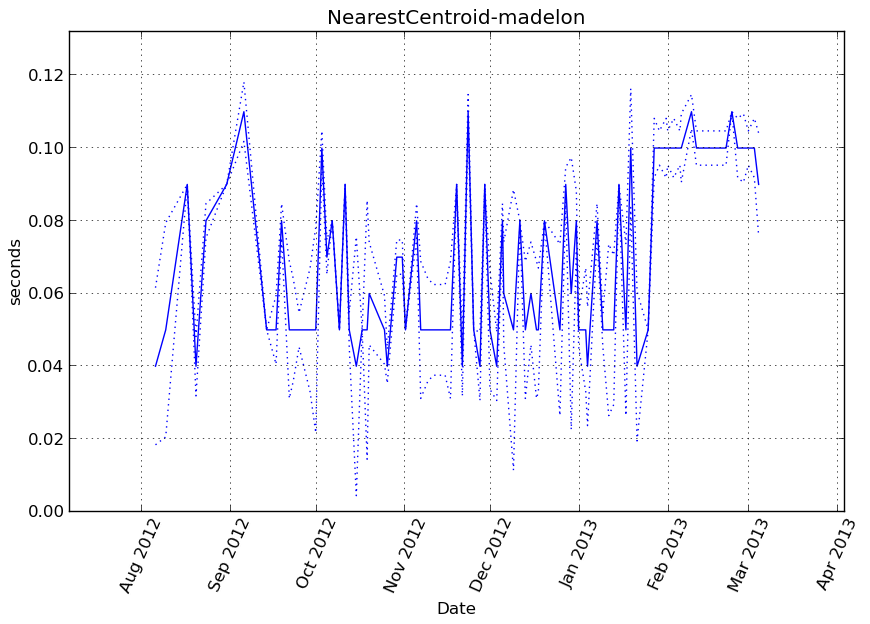 NearestCentroid-madelon
0.12
0.10
0.08
0.06
0.04
0.02
0.00
seconds
Aug 2012
Sep 2012
Oct 2012
Nov 2012
Dec 2012
Jan 2013
Feb 2013
Mar 2013
Apr 2013
Date